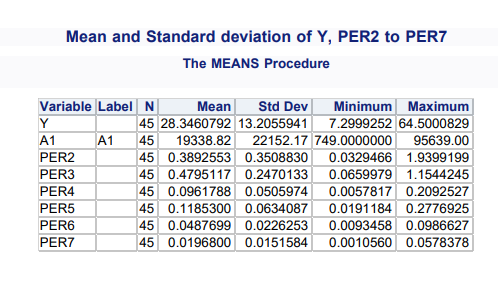 Mean and Standard deviation of Y, PER2 to PER7
The MEANS Procedure
Variable Label N Mean Std Dev Minimum Maximum
Y 45 28.3460792 13.2055941 7.2999252 64.5000829
A1 A1 45 19338.82 22152.17 749.0000000 95639.00
PER2 45 0.3892553 0.3508830 0.0329466 1.9399199
PER3 45 0.4795117 0.2470133 0.0659979 1.1544245
PER4 45 0.0961788 0.0505974 0.0057817 0.2092527
PER5 45 0.1185300 0.0634087 0.0191184 0.2776925
PER6 45 0.0487699 0.0226253 0.0093458 0.0986627
PER7 45 0.0196800 0.0151584 0.0010560 0.0578378